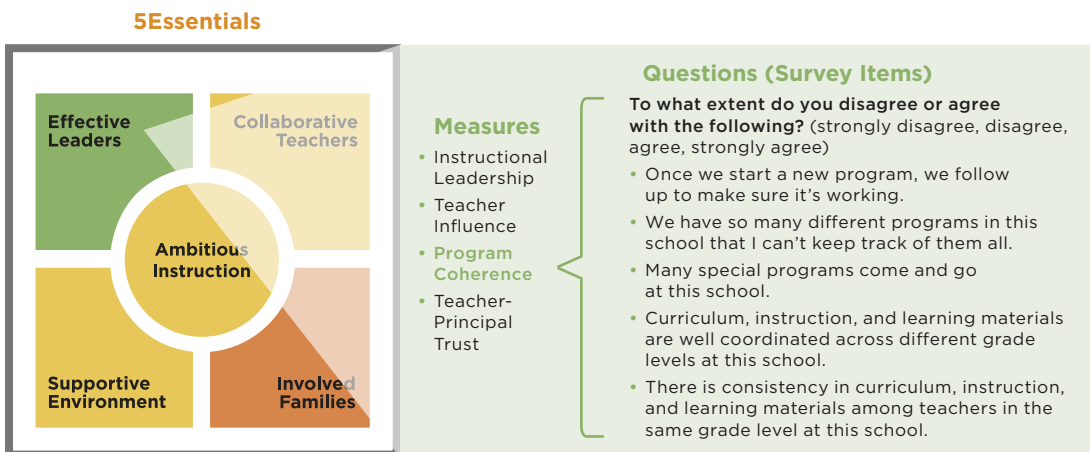 5Essentials
Effective
Leaders
Collaborative
Teachers
Ambitious
Instruction
Supportive
Environment
Involved
Families
Measures
• Instructional
Leadership
• Teacher
Influence
• Program
Coherence
• Teacher-
Principal
Trust
Questions (Survey Items)
To what extent do you disagree or agree
with the following? (strongly disagree, disagree,
agree, strongly agree)
• Once we start a new program, we follow
up to make sure it's working.
• We have so many different programs in this
school that I can't keep track of them all.
• Many special programs come and go
at this school.
• Curriculum, instruction, and learning materials
are well coordinated across different grade
levels at this school.
• There is consistency in curriculum, instruction,
and learning materials among teachers in the
same grade level at this school.